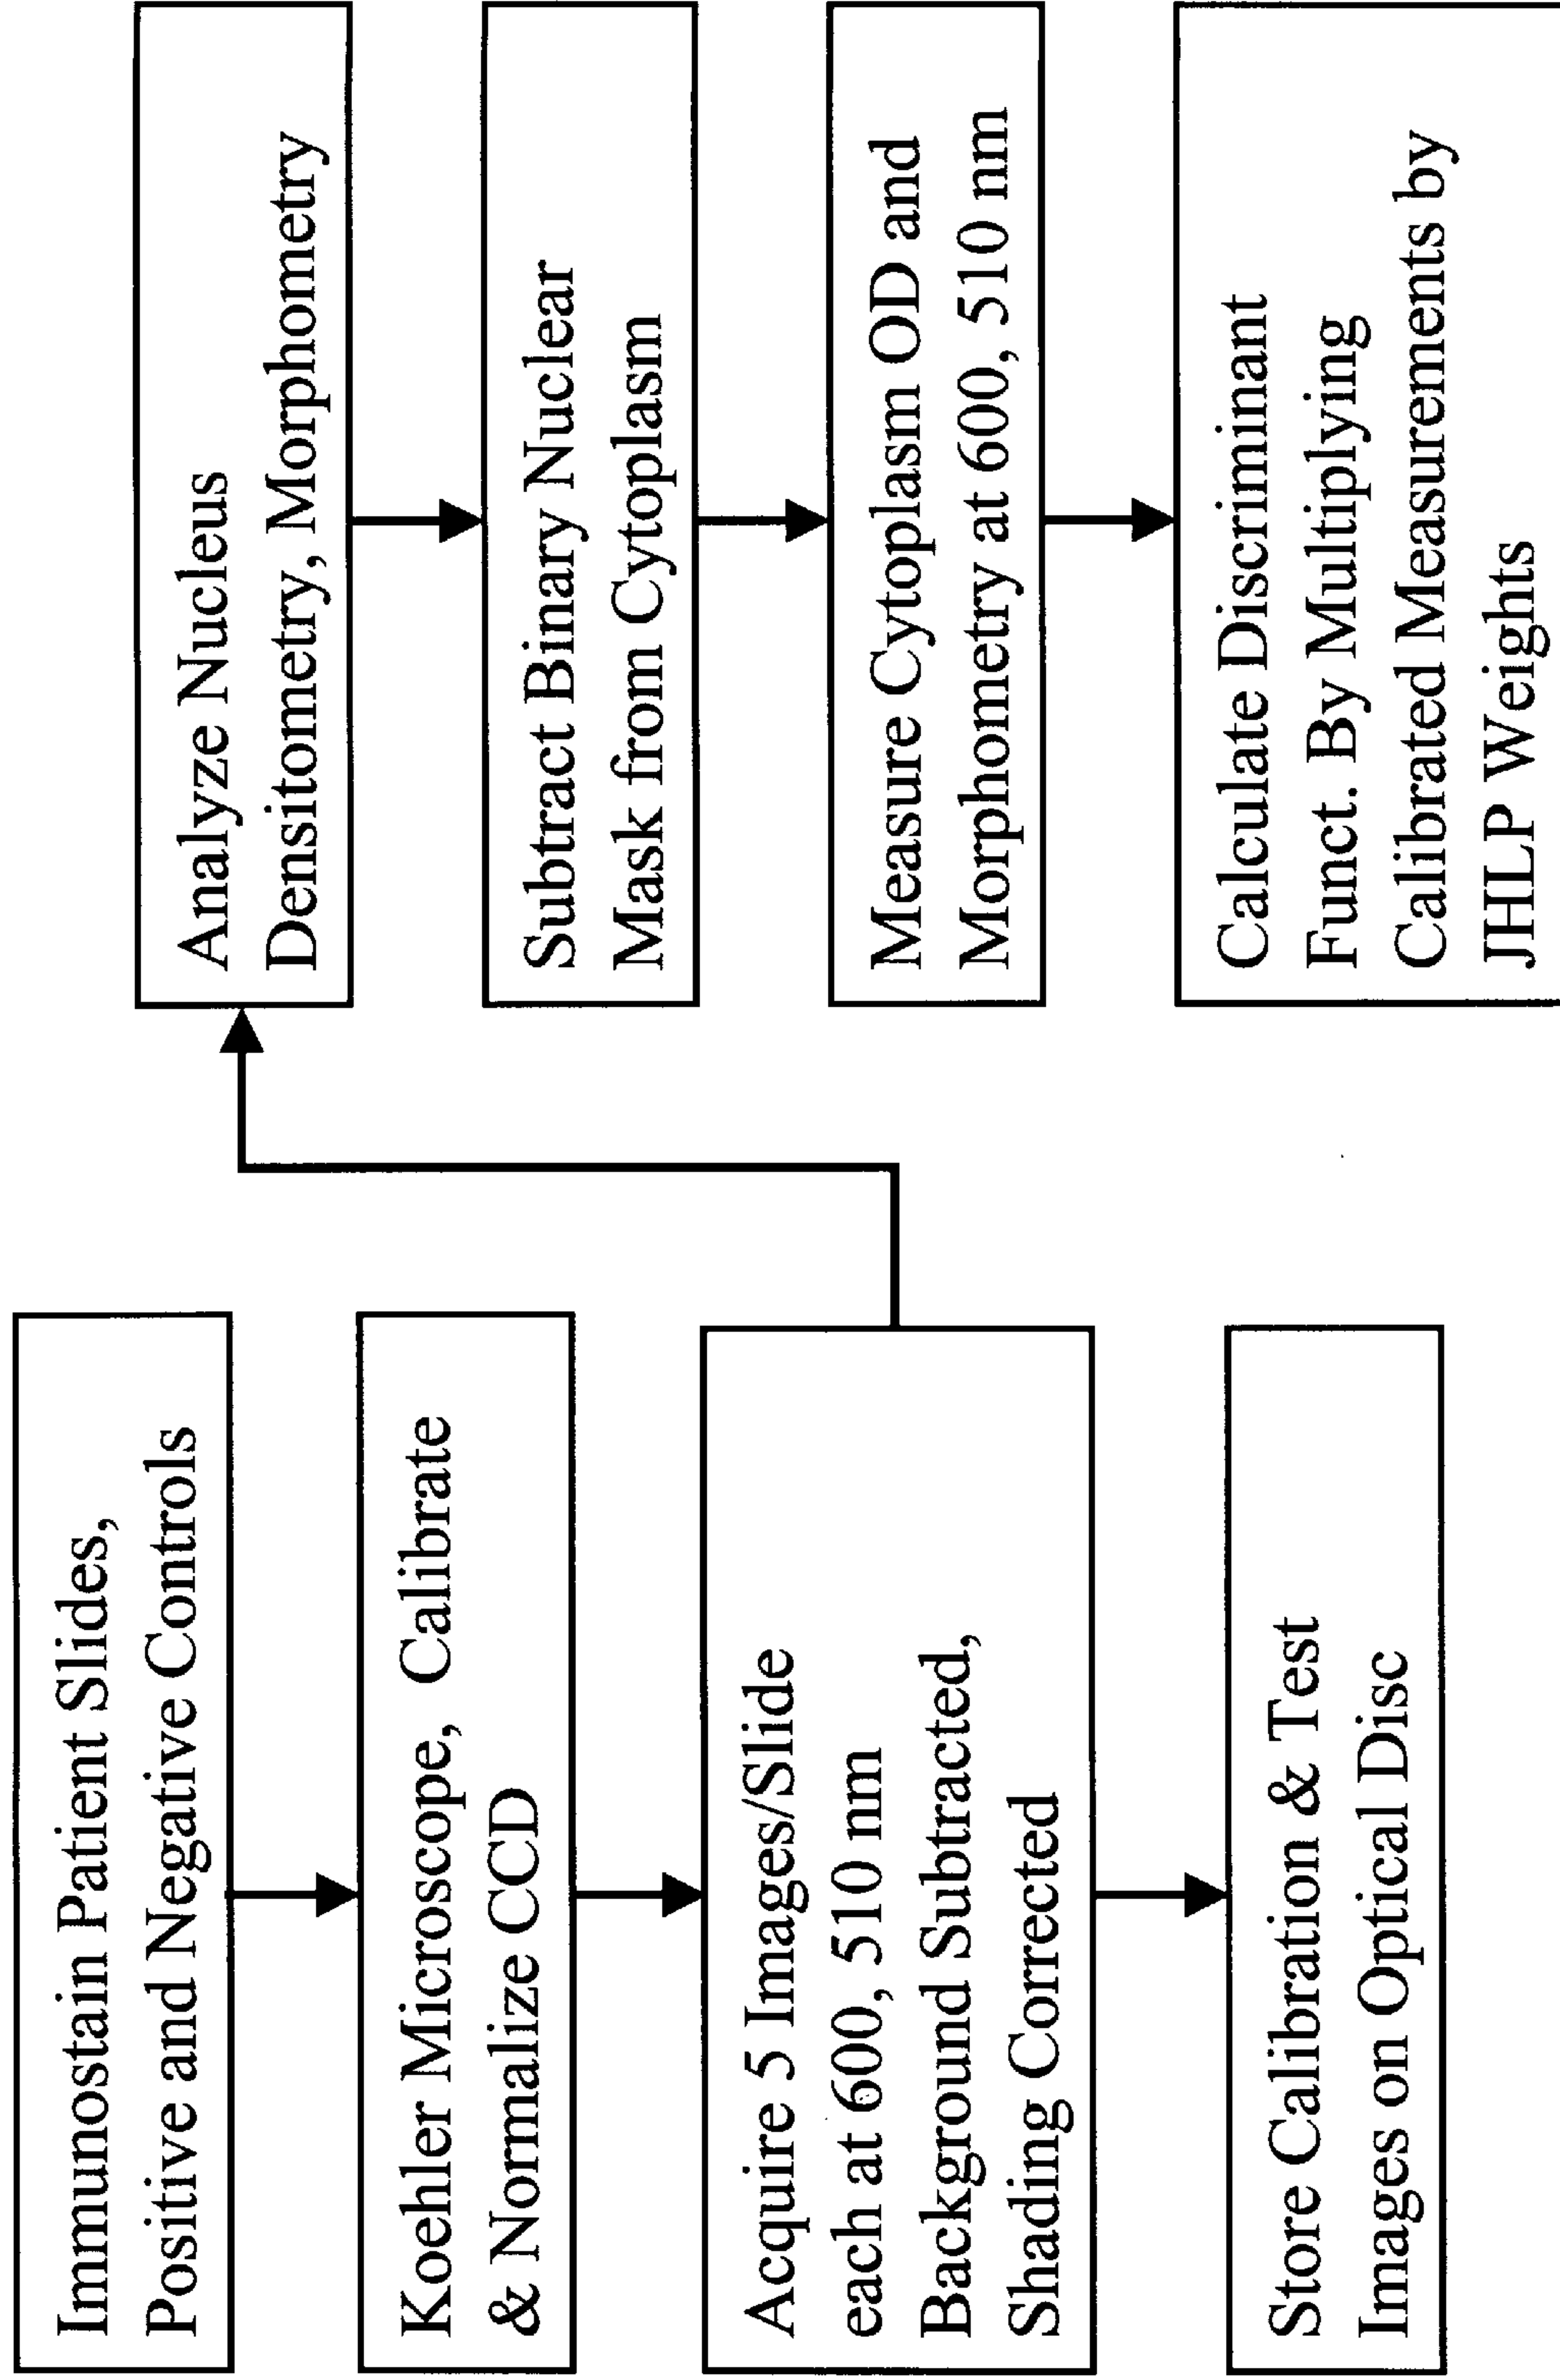 Immunostain Patient Slides,
Positive and Negative Controls
Koehler Microscope, Calibrate
& Normalize CCD
Acquire 5 Images/Slide
each at 600, 510 nm
Background Subtracted,
Shading Corrected
Store Calibration & Test
Images on Optical Disc
Analyze Nucleus
Densitometry, Morphometry
Subtract Binary Nuclear
Mask from Cytoplasm
Measure Cytoplasm OD and
Morphometry at 600, 510 nm
Calculate Discriminant
Funct. By Multiplying
Calibrated Measurements by
JHLP Weights